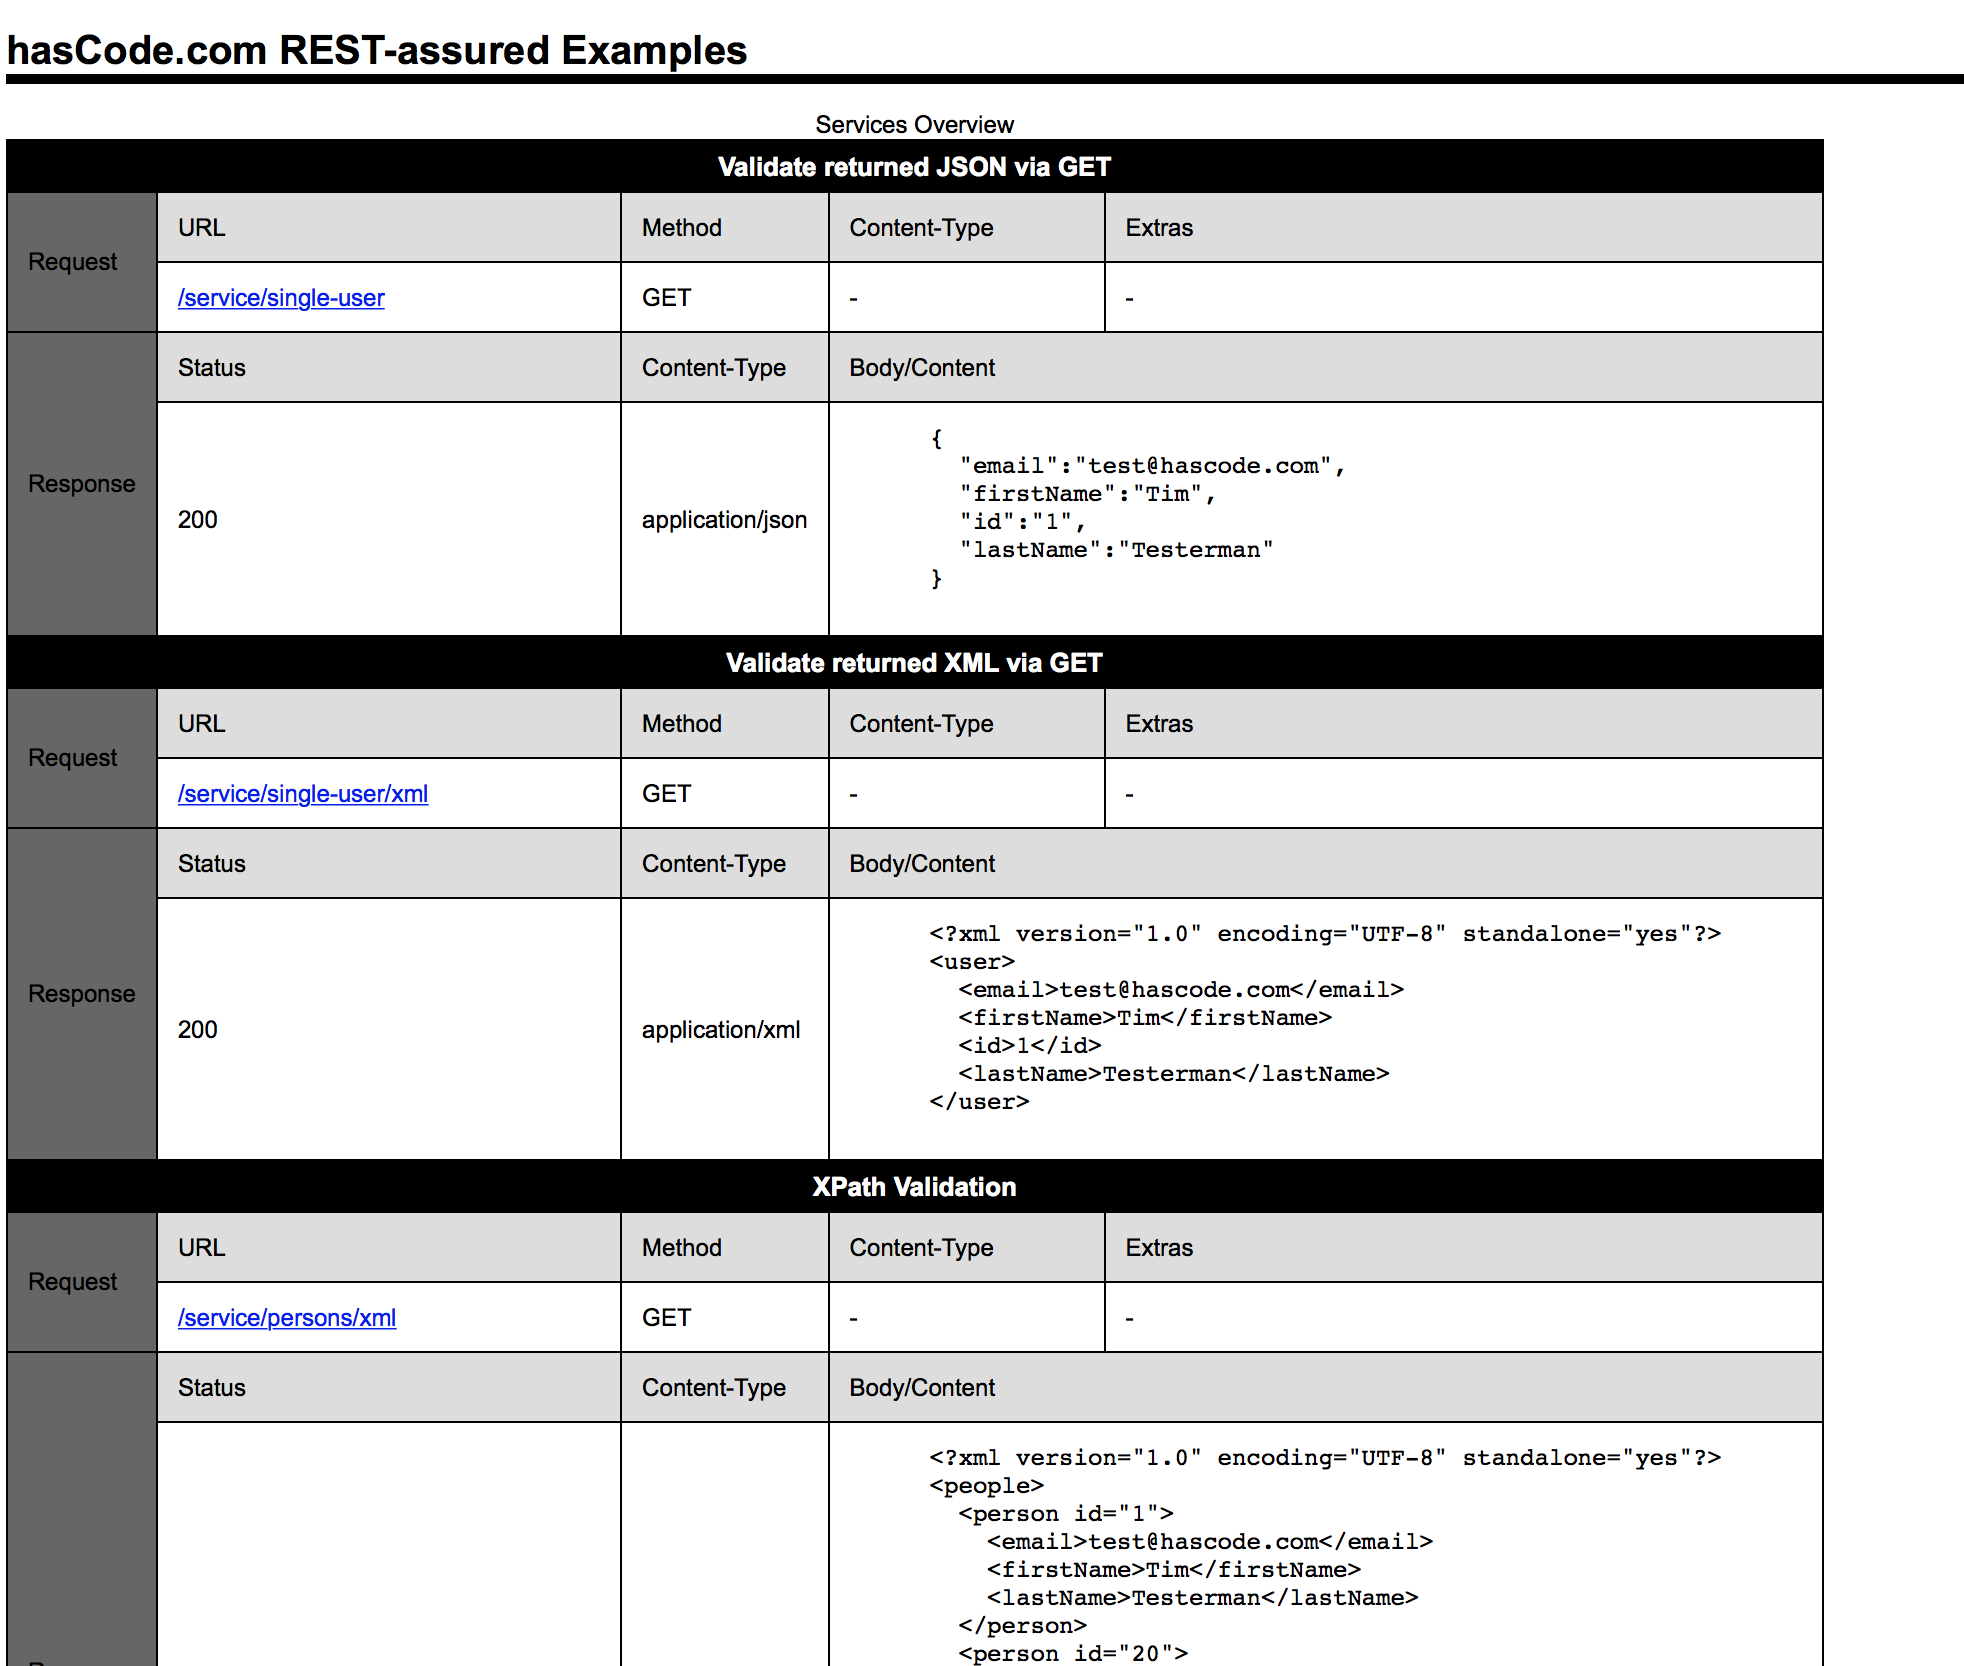 hasCode.com REST-assured Examples
Services Overview
Validate returned JSON via GET
Request
URL Method Content-Type Extras
/service/single-user GET - -
Response
Status Content-Type Body/Content
200 application/json
{
  "email":"test@hascode.com",
  "firstName":"Tim",
  "id":"1",
  "lastName":"Testerman"
}
Validate returned XML via GET
Request
URL Method Content-Type Extras
/service/single-user/xml GET - -
Response
Status Content-Type Body/Content
200 application/xml
<?xml version="1.0" encoding="UTF-8" standalone="yes"?>
<user>
  <email>test@hascode.com</email>
  <firstName>Tim</firstName>
  <id>1</id>
  <lastName>Testerman</lastName>
</user>
XPath Validation
Request
URL Method Content-Type Extras
/service/persons/xml GET - -
Status Content-Type Body/Content
<?xml version="1.0" encoding="UTF-8" standalone="yes"?>
<people>
  <person id="1">
    <email>test@hascode.com</email>
    <firstName>Tim</firstName>
    <lastName>Testerman</lastName>
  </person>
  <person id="20">